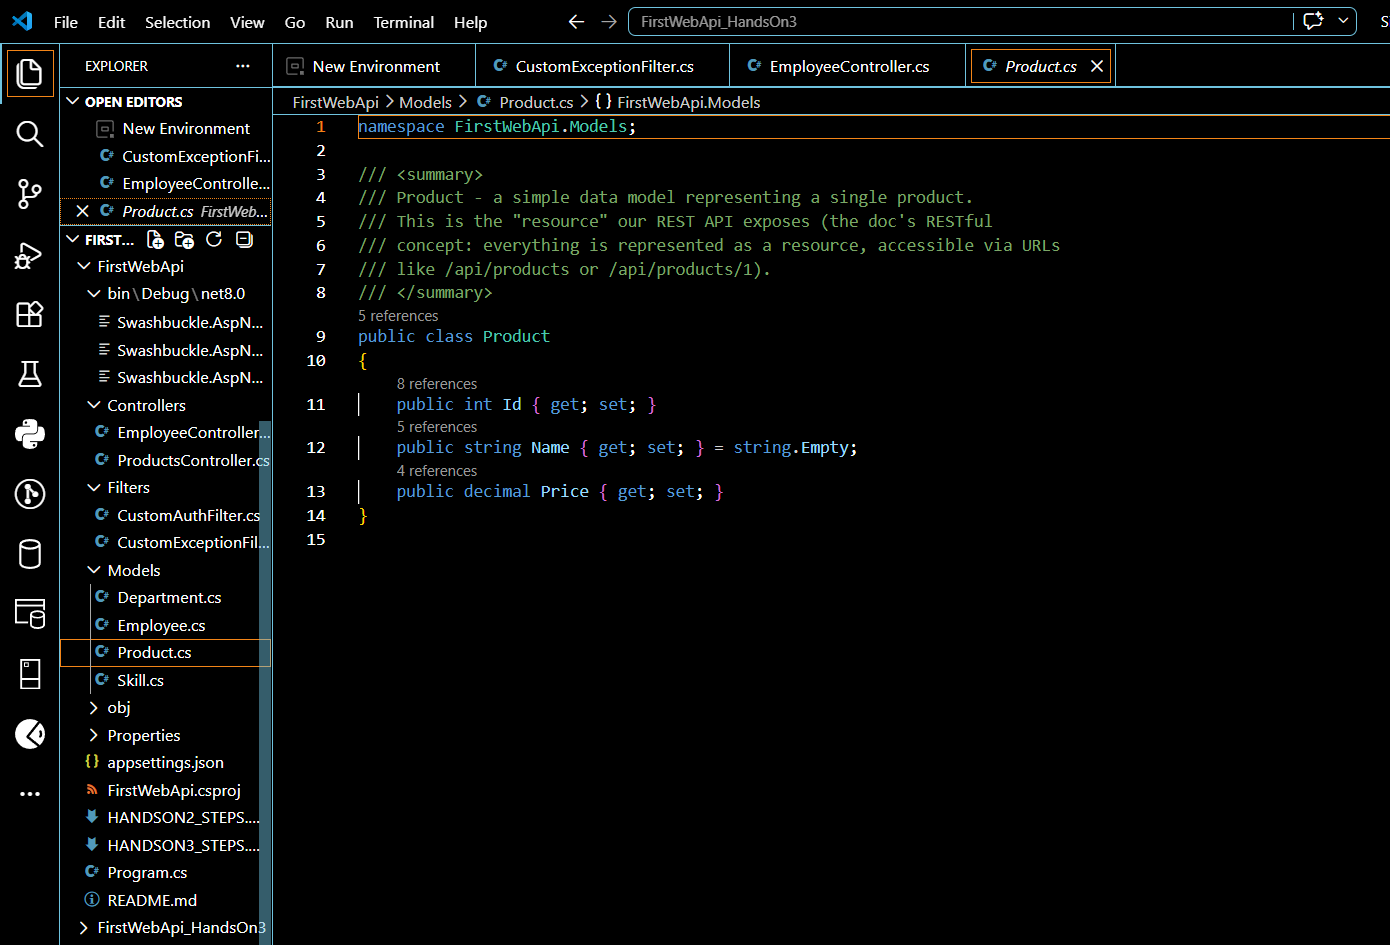 File Edit Selection View Go Run Terminal Help
FirstWebApi_HandsOn3
EXPLORER
OPEN EDITORS
New Environment
CustomExceptionFi...
EmployeeControlle...
Product.cs FirstWeb...
FIRST...
FirstWebApi
bin\Debug\net8.0
Swashbuckle.AspN...
Swashbuckle.AspN...
Swashbuckle.AspN...
Controllers
EmployeeController...
ProductsController.cs
Filters
CustomAuthFilter.cs
CustomExceptionFil...
Models
Department.cs
Employee.cs
Product.cs
Skill.cs
obj
Properties
appsettings.json
FirstWebApi.csproj
HANDSON2_STEPS....
HANDSON3_STEPS....
Program.cs
README.md
FirstWebApi_HandsOn3
New Environment
CustomExceptionFilter.cs
EmployeeController.cs
Product.cs
FirstWebApi > Models > Product.cs > {} FirstWebApi.Models
1 namespace FirstWebApi.Models;
2
3 /// <summary>
4 /// Product - a simple data model representing a single product.
5 /// This is the "resource" our REST API exposes (the doc's RESTful
6 /// concept: everything is represented as a resource, accessible via URLs
7 /// like /api/products or /api/products/1).
8 /// </summary>
5 references
9 public class Product
10 {
8 references
11 public int Id { get; set; }
5 references
12 public string Name { get; set; } = string.Empty;
4 references
13 public decimal Price { get; set; }
14 }
15